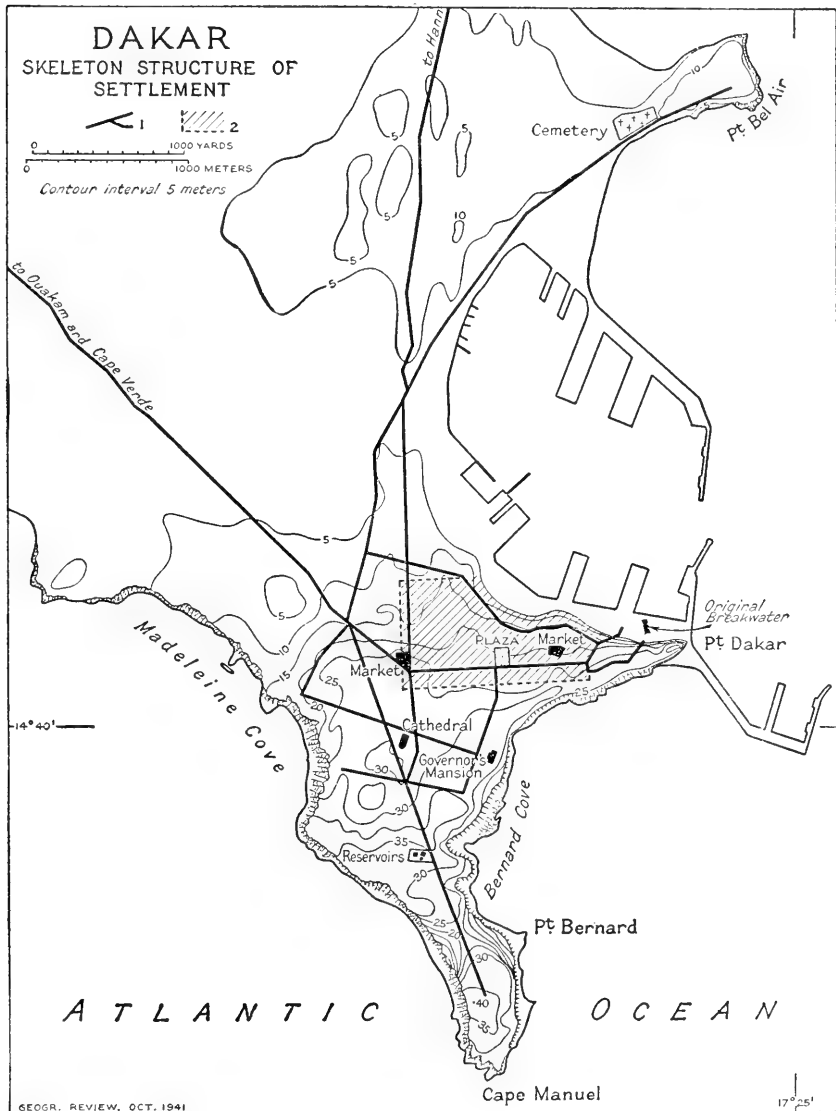 DAKAR
SKELETON STRUCTURE OF
SETTLEMENT
1
2
0 1000 YARDS
0 1000 METERS
Contour interval 5 meters
to Hann
10
5
Cemetery
Pt. Bel Air
5
5
5
10
5
5
to Ouakam and Cape Verde
5
5
10
15
Original
Breakwater
PLAZA
Market
Pt. Dakar
Market
25
25
20
Madeleine Cove
14°40'
Cathedral
Governor's
Mansion
30
30
35
Reservoirs
30
Bernard Cove
25
20
Pt. Bernard
30
40
35
ATLANTIC OCEAN
Cape Manuel
17°25'
GEOGR. REVIEW, OCT. 1941